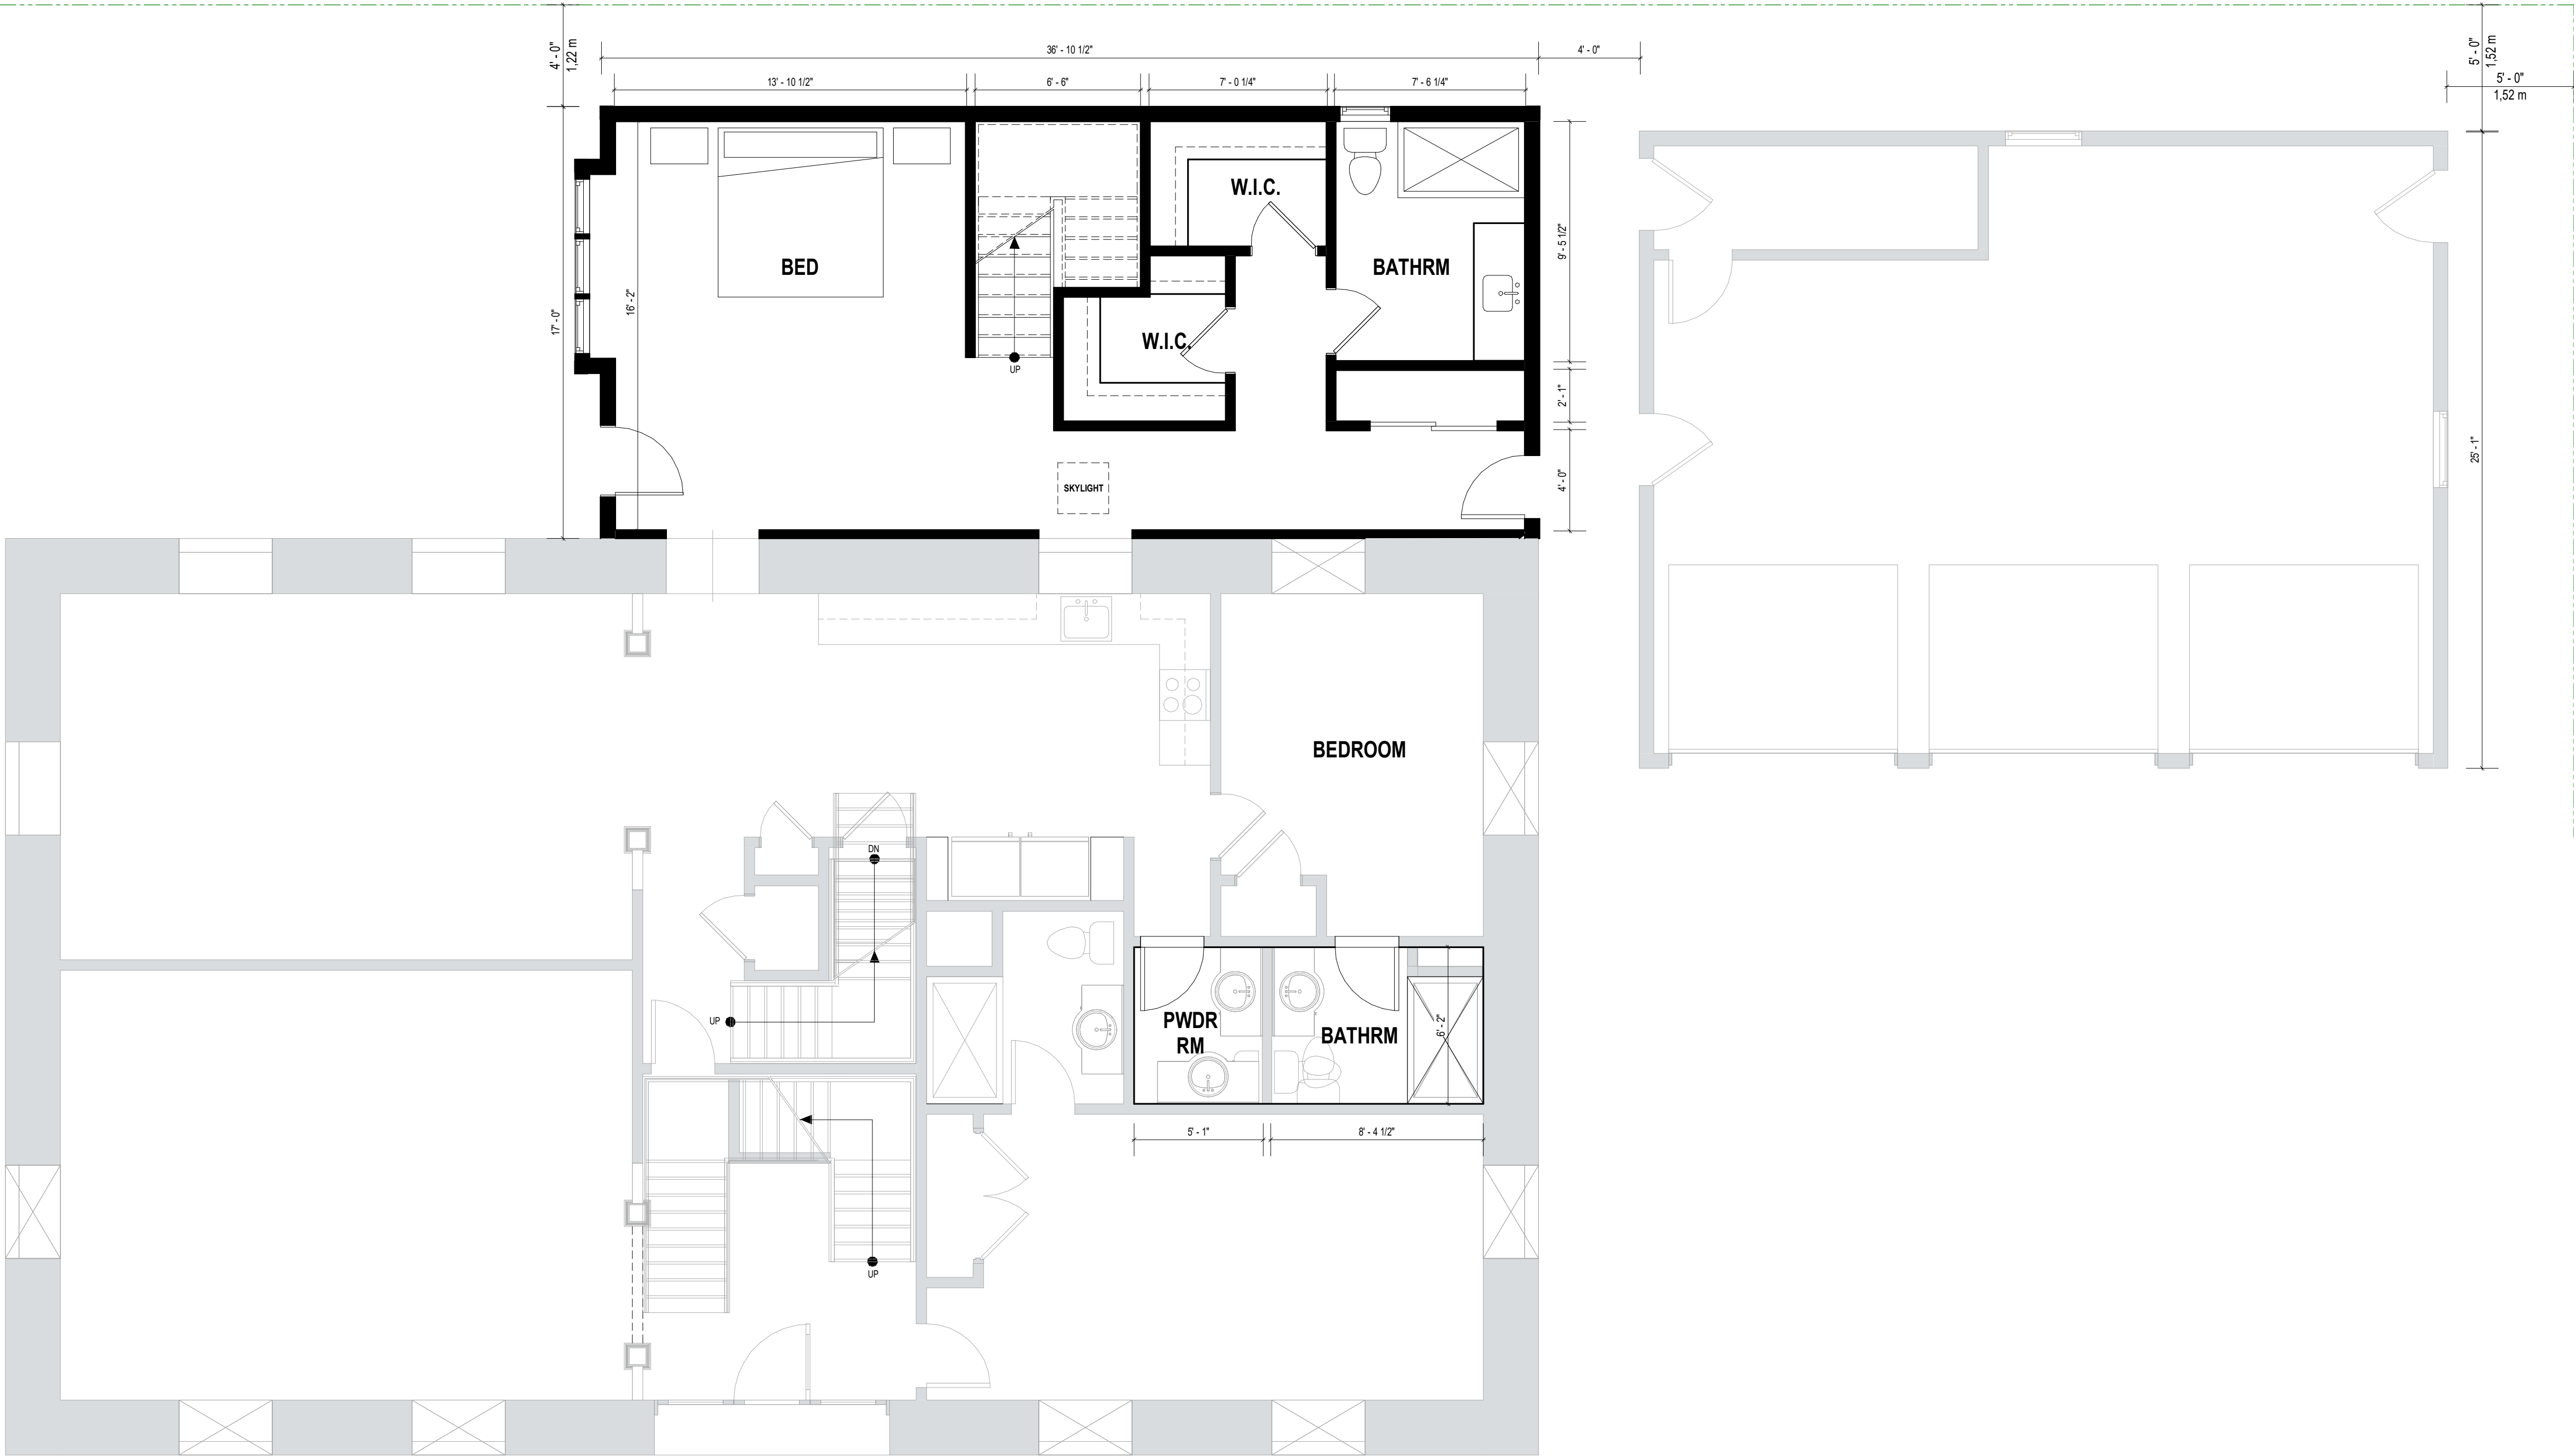 4' - 0"
1,22 m
36' - 10 1/2"
4' - 0"
5' - 0"
1,52 m
5' - 0"
1,52 m
13' - 10 1/2"
6' - 6"
7' - 0 1/4"
7' - 6 1/4"
W.I.C.
BED
BATHRM
9' - 5 1/2"
16' - 2"
17' - 0"
W.I.C.
UP
2' - 1"
SKYLIGHT
4' - 0"
25' - 1"
BEDROOM
DN
UP
PWDR
RM
BATHRM
6' - 2"
5' - 1"
8' - 4 1/2"
UP